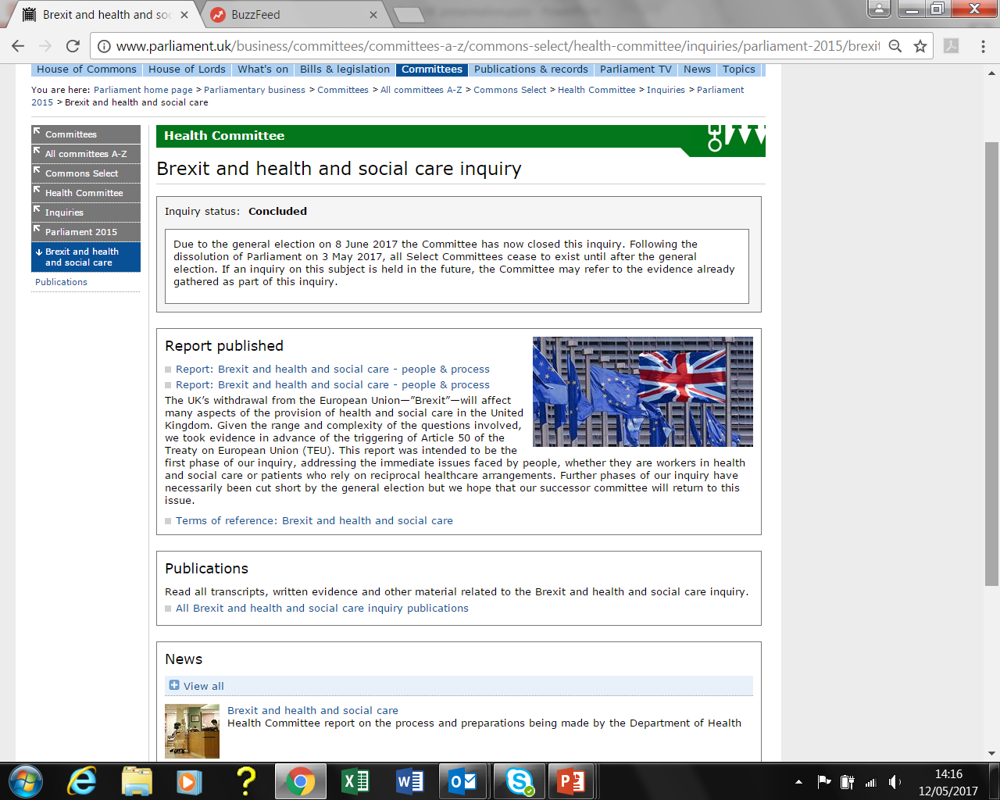 Brexit and health and soc
BuzzFeed
www.parliament.uk/business/committees/committees-a-z/commons-select/health-committee/inquiries/parliament-2015/brexit
House of Commons House of Lords What's on Bills & legislation Committees Publications & records Parliament TV News Topics
You are here: Parliament home page > Parliamentary business > Committees > All committees A-Z > Commons Select > Health Committee > Inquiries > Parliament
2015 > Brexit and health and social care
Committees
All committees A-Z
Commons Select
Health Committee
Inquiries
Parliament 2015
Brexit and health
and social care
Publications
Health Committee
Brexit and health and social care inquiry
Inquiry status: Concluded
Due to the general election on 8 June 2017 the Committee has now closed this inquiry. Following the
dissolution of Parliament on 3 May 2017, all Select Committees cease to exist until after the general
election. If an inquiry on this subject is held in the future, the Committee may refer to the evidence already
gathered as part of this inquiry.
Report published
Report: Brexit and health and social care - people & process
Report: Brexit and health and social care - people & process
The UK’s withdrawal from the European Union—”Brexit”—will affect
many aspects of the provision of health and social care in the United
Kingdom. Given the range and complexity of the questions involved,
we took evidence in advance of the triggering of Article 50 of the
Treaty on European Union (TEU). This report was intended to be the
first phase of our inquiry, addressing the immediate issues faced by people, whether they are workers in health
and social care or patients who rely on reciprocal healthcare arrangements. Further phases of our inquiry have
necessarily been cut short by the general election but we hope that our successor committee will return to this
issue.
Terms of reference: Brexit and health and social care
Publications
Read all transcripts, written evidence and other material related to the Brexit and health and social care inquiry.
All Brexit and health and social care inquiry publications
News
View all
Brexit and health and social care
Health Committee report on the process and preparations being made by the Department of Health
14:16
12/05/2017